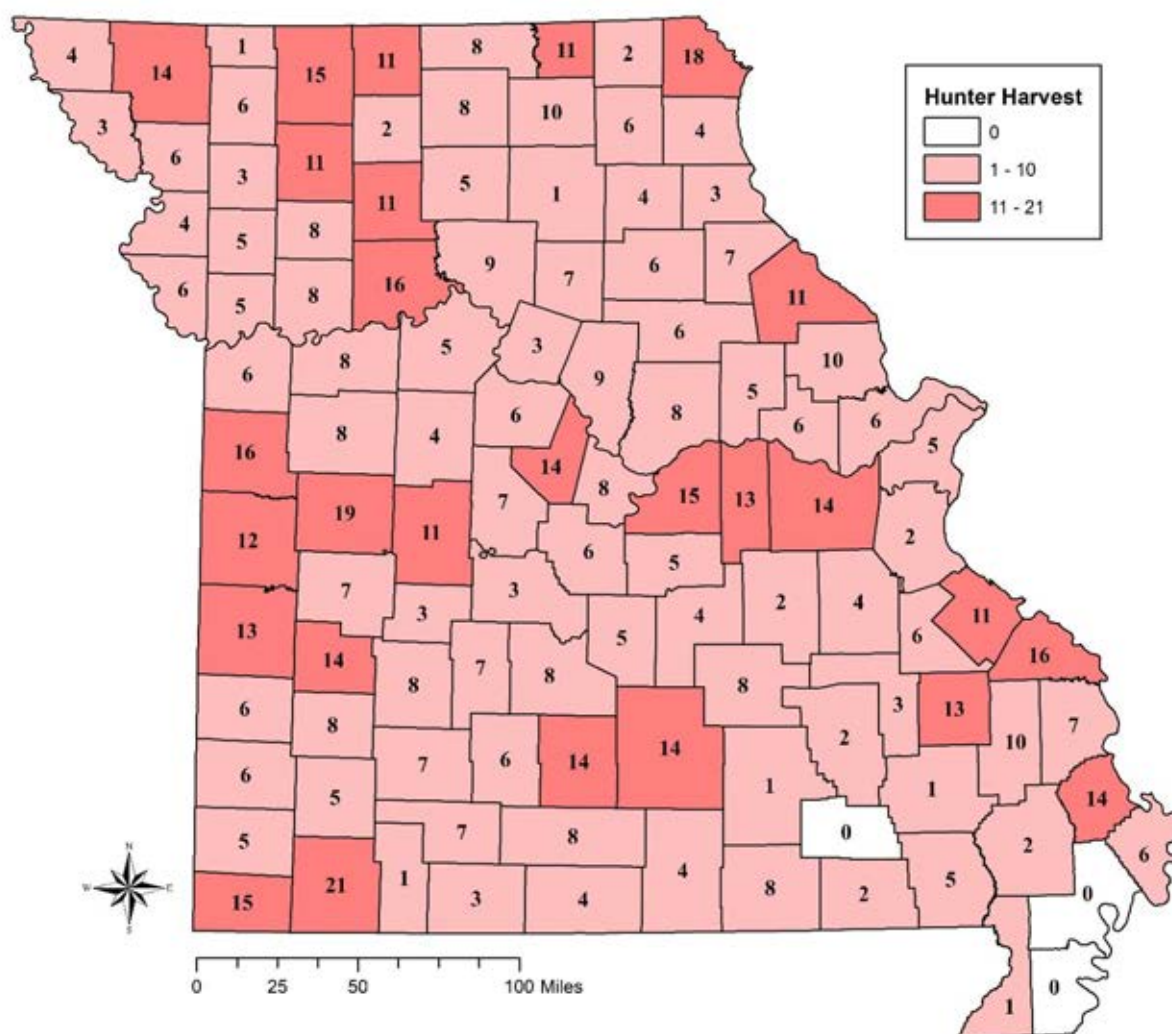 4 14 1 15 11 8 11 2 18
Hunter Harvest
0
1 - 10
11 - 21
3 6 6 11 2 8 10 6 4
4 3 8 11 5 1 4 3
6 5 5 8 16 9 7 6 7 11
6 8 5 3 9 6 5 10
16 8 4 6 14 8 8 6 6 5
12 19 11 7 6 15 13 14 2
13 7 3 3 5 5 4 2 4 6 11 16
14 8 7 8 8 3 13
6 8 7 6 14 14 2 10 7
6 5 7 8 1 0 1 14
5 21 1 3 4 4 8 2 5 2 0 6
15
N
W E
S
0 50 100 Miles
1 0